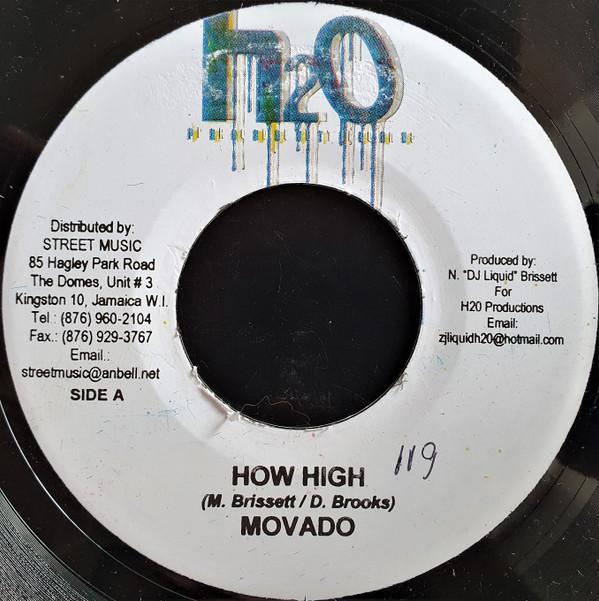 h2O
Distributed by:
STREET MUSIC
85 Hagley Park Road
The Domes, Unit # 3
Kingston 10, Jamaica W.I.
Tel.: (876) 960-2104
Fax.: (876) 929-3767
Email.:
streetmusic@anbell.net
SIDE A
Produced by:
N. "DJ Liquid" Brissett
For
H20 Productions
Email:
zjliquidh20@hotmail.com
HOW HIGH
119
(M. Brissett / D. Brooks)
MOVADO